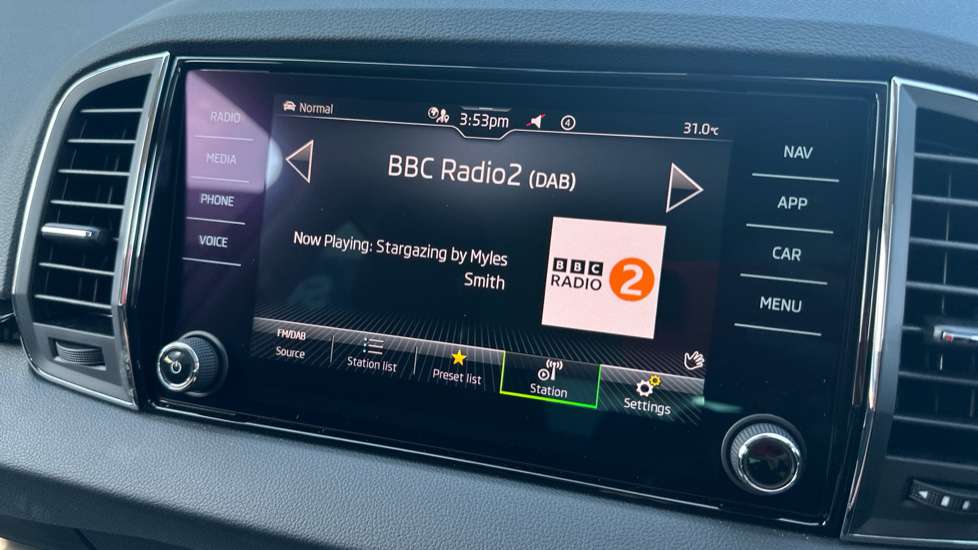 Normal
3:53pm
4
31.0°C
RADIO
MEDIA
PHONE
VOICE
BBC Radio2 (DAB)
Now Playing: Stargazing by Myles
Smith
BBC
RADIO 2
NAV
APP
CAR
MENU
FM/DAB
Source
Station list
Preset list
Station
Settings